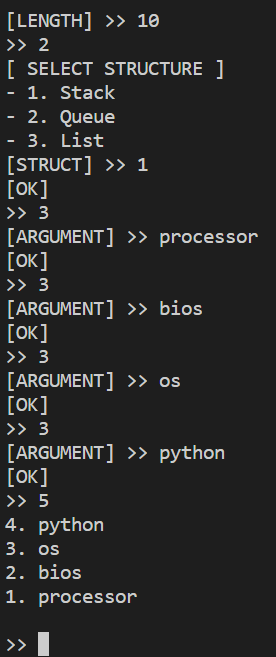 [LENGTH] >> 10
>> 2
[ SELECT STRUCTURE ]
- 1. Stack
- 2. Queue
- 3. List
[STRUCT] >> 1
[OK]
>> 3
[ARGUMENT] >> processor
[OK]
>> 3
[ARGUMENT] >> bios
[OK]
>> 3
[ARGUMENT] >> os
[OK]
>> 3
[ARGUMENT] >> python
[OK]
>> 5
4. python
3. os
2. bios
1. processor
>>